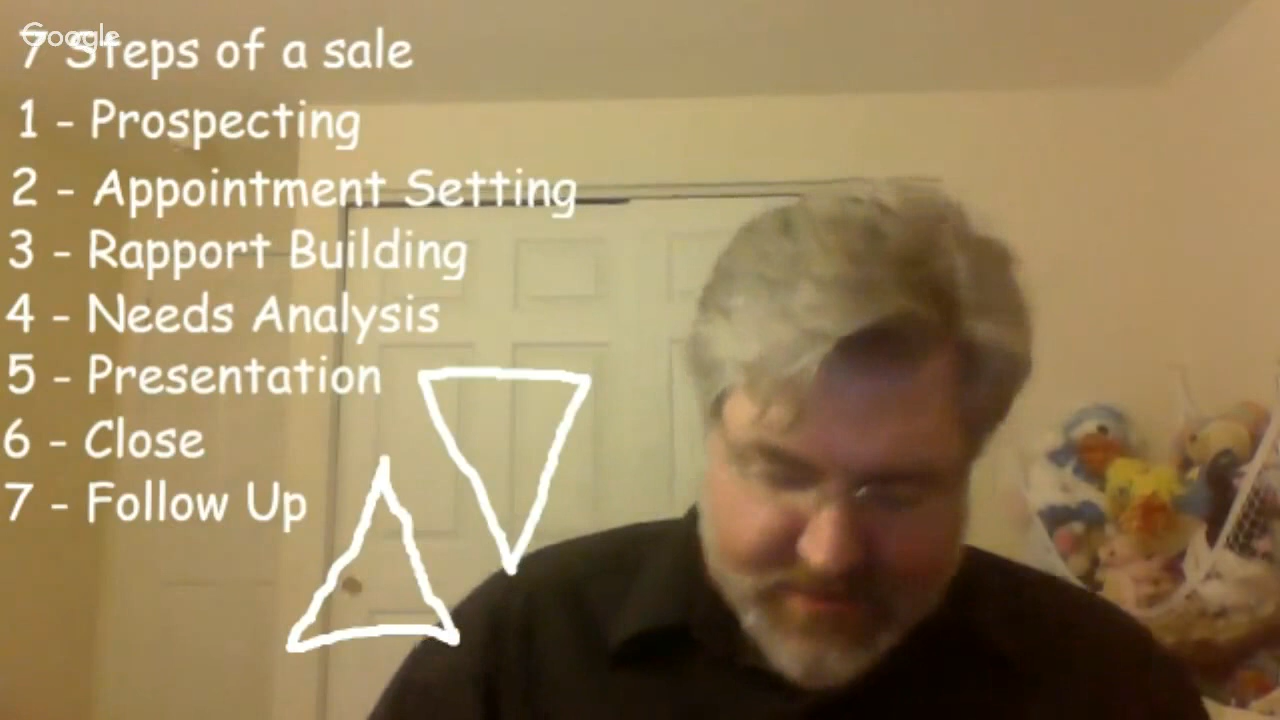 Google
7 Steps of a sale
1 - Prospecting
2 - Appointment Setting
3 - Rapport Building
4 - Needs Analysis
5 - Presentation
6 - Close
7 - Follow Up